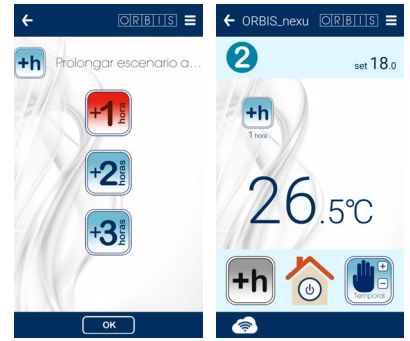 ORBIS
+h Prolongar escenario a...
+1 hora
+2 horas
+3 horas
OK
ORBIS_nexu ORBIS
2 set 18.0
+h
1 hora
26.5°C
+h
Temporal
+
-